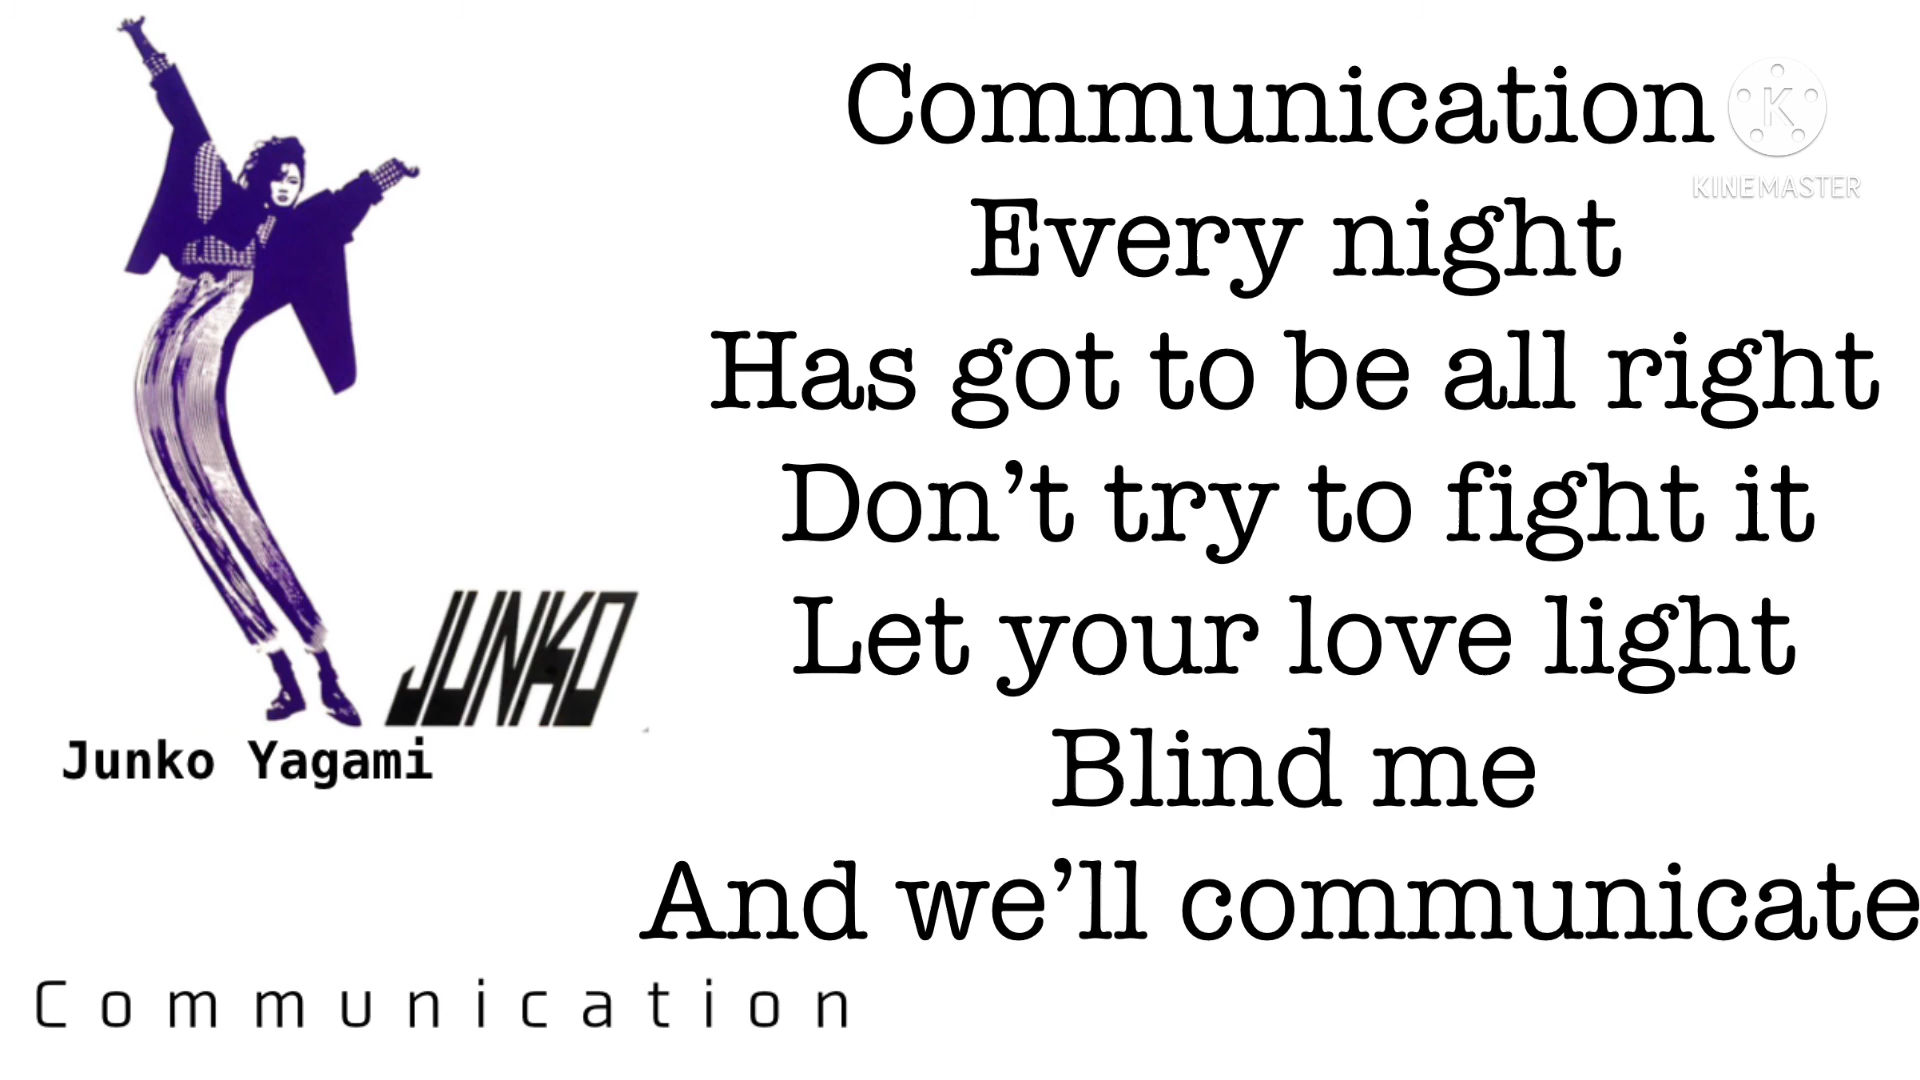 Communication
Every night
Has got to be all right
Don't try to fight it
Let your love light
Blind me
And we'll communicate
KINEMASTER
K
JUNKO
Junko Yagami
Communication